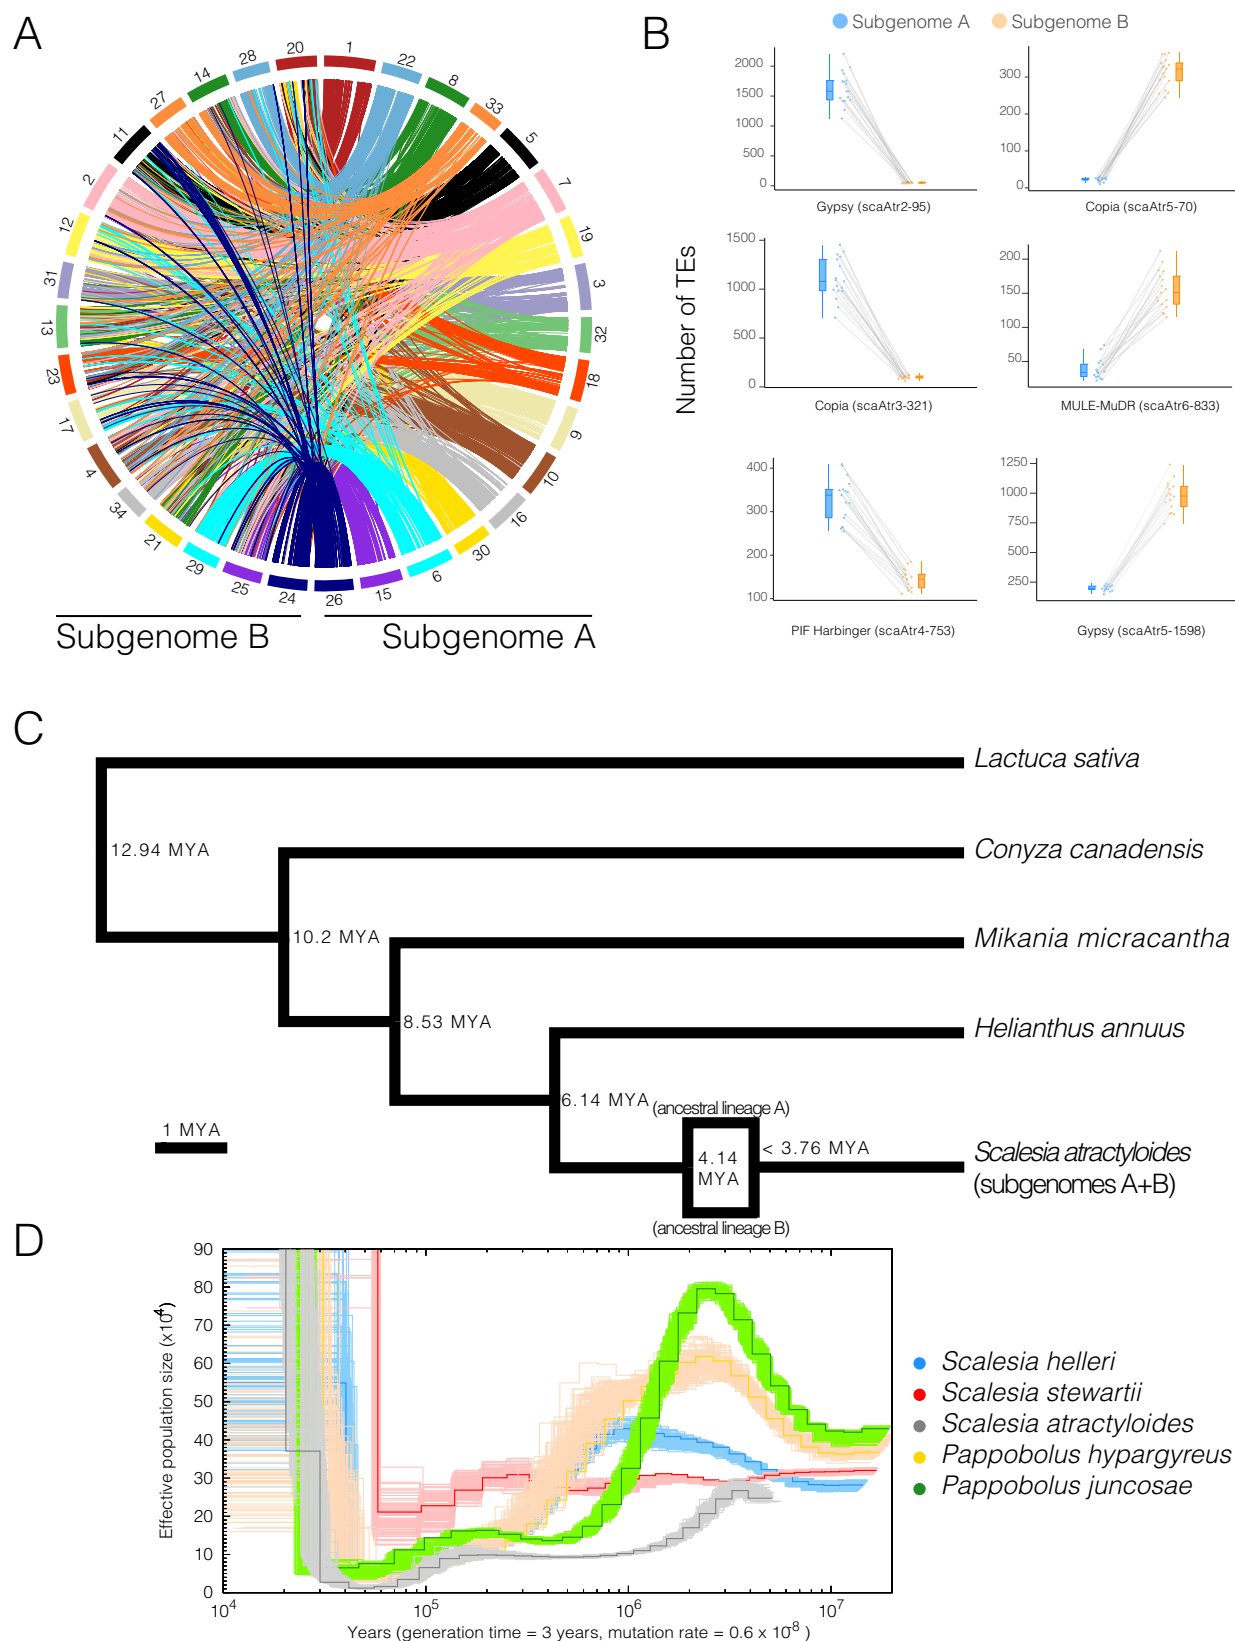 A
20
1
22
8
33
5
7
19
3
32
18
9
10
16
30
6
15
26
24
25
29
21
34
4
17
23
13
31
12
2
11
27
14
28
Subgenome B
Subgenome A
B
Subgenome A
Subgenome B
Number of TEs
2000
1500
1000
500
0
Gypsy (scaAtr2-95)
300
200
100
0
Copia (scaAtr5-70)
1500
1000
500
0
Copia (scaAtr3-321)
200
150
100
50
MULE-MuDR (scaAtr6-833)
400
300
200
100
PIF Harbinger (scaAtr4-753)
1250
1000
750
500
250
Gypsy (scaAtr5-1598)
C
Lactuca sativa
12.94 MYA
Conyza canadensis
10.2 MYA
Mikania micracantha
8.53 MYA
Helianthus annuus
6.14 MYA
(ancestral lineage A)
1 MYA
4.14
MYA
< 3.76 MYA
Scalesia atractyloides
(subgenomes A+B)
(ancestral lineage B)
D
Effective population size (x10⁴)
90
80
70
60
50
40
30
20
10
0
10⁴
10⁵
10⁶
10⁷
Years (generation time = 3 years, mutation rate = 0.6 x 10⁻⁸ )
Scalesia helleri
Scalesia stewartii
Scalesia atractyloides
Pappobolus hypargyreus
Pappobolus juncosae